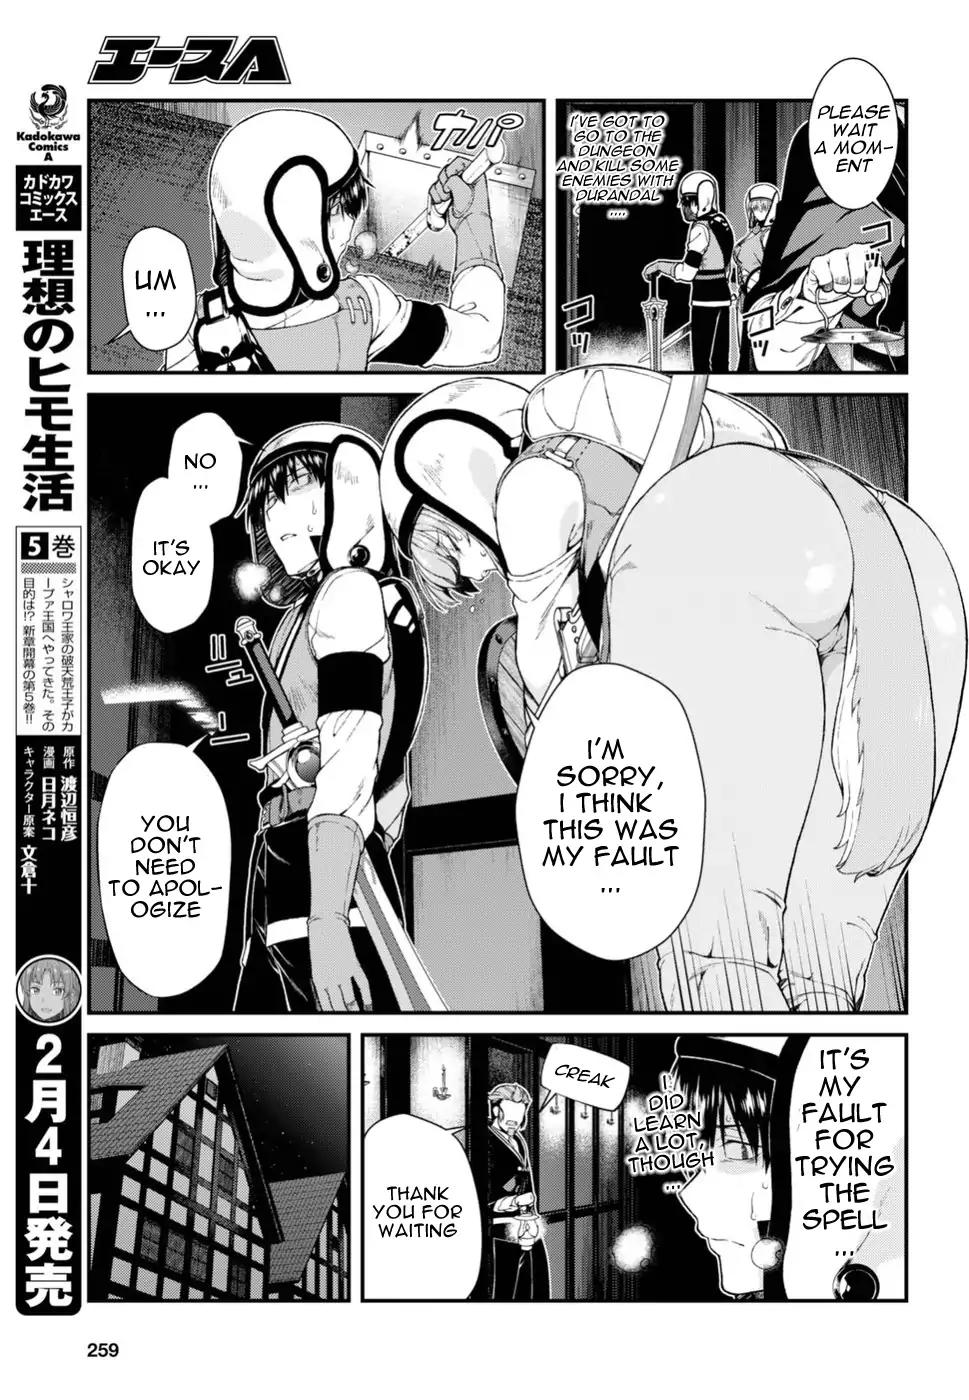 エースA
PLEASE
WAIT
A MOM-
ENT
I'VE GOT TO
GO TO THE
DUNGEON
AND KILL SOME
ENEMIES WITH
DURANDAL
....
カパ
UM
...
I'M
SORRY,
I THINK
THIS WAS
MY FAULT
...
NO
...
IT'S
OKAY
YOU
DON'T
NEED
TO APOL-
OGIZE
IT'S
MY
FAULT
FOR
TRYING
THE
SPELL
...
I
DID
LEARN
A LOT,
THOUGH
...
CREAK
THANK
YOU FOR
WAITING
Kadokawa
Comics
A
カドカワ
コミックス
エース
理想のヒモ生活
5巻
シャロワ王家の破天荒王子がカ
ープァ王国へやってきた。その
目的は!? 新章開幕の第5巻!!
原作 渡辺恒彦
漫画 日月ネコ
キャラクター原案 文倉十
2月4日発売
259